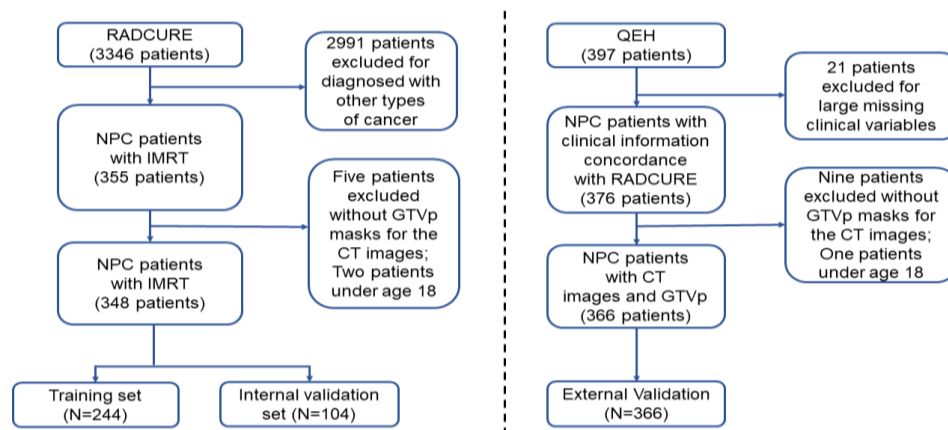 RADCURE
(3346 patients)
2991 patients
excluded for
diagnosed with
other types
of cancer
NPC patients
with IMRT
(355 patients)
Five patients
excluded
without GTVp
masks for the
CT images;
Two patients
under age 18
NPC patients
with IMRT
(348 patients)
Training set
(N=244)
Internal validation
set (N=104)
QEH
(397 patients)
21 patients
excluded for
large missing
clinical variables
NPC patients with
clinical information
concordance
with RADCURE
(376 patients)
Nine patients
excluded without
GTVp masks for
the CT images;
One patients
under age 18
NPC patients
with CT
images and GTVp
(366 patients)
External Validation
(N=366)